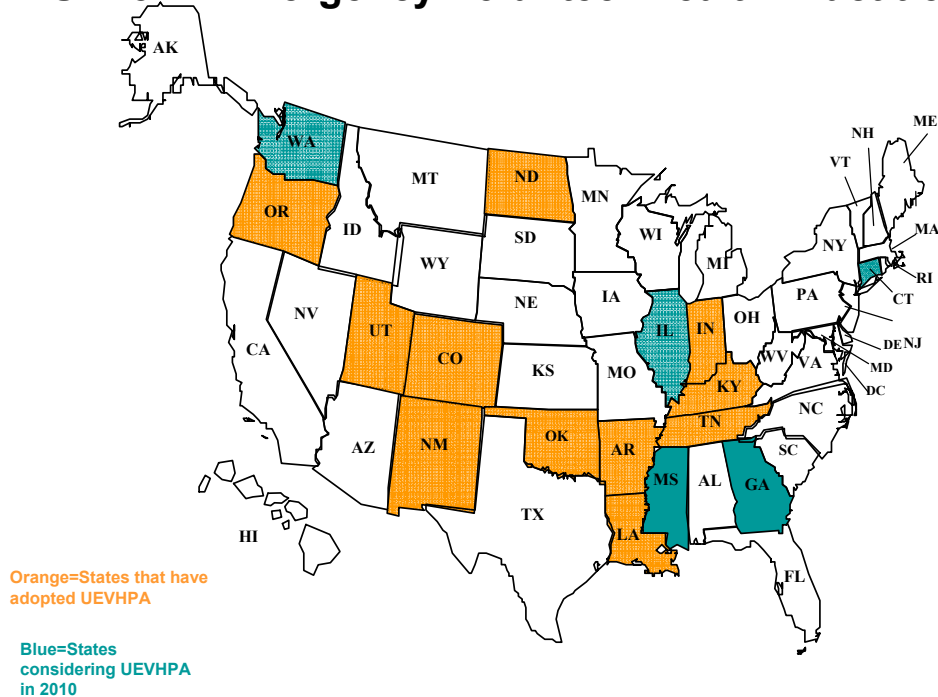 AK
ME
NH
WA
VT
MT
ND
MN
OR
MA
ID
SD
WI
NY
MI
WY
RI
CT
PA
IA
NE
OH
NV
IL
IN
UT
DE NJ
CO
CA
WV
VA
MD
KS
MO
KY
DC
NC
TN
OK
AZ
NM
AR
SC
MS
AL
GA
TX
LA
HI
FL
Orange=States that have
adopted UEVHPA
Blue=States
considering UEVHPA
in 2010